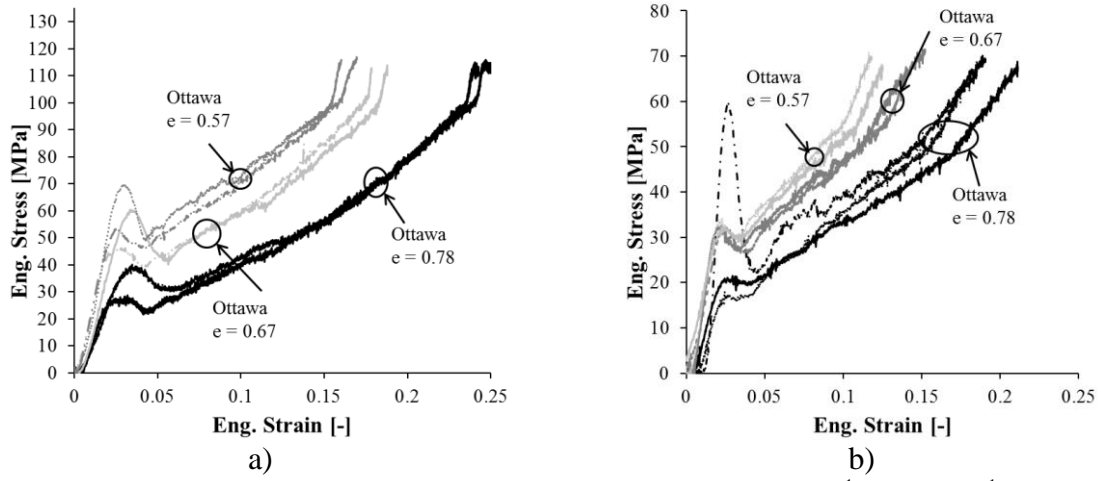 130
120
110
100
90
80
70
60
50
40
30
20
10
0
Eng. Stress [MPa]
Ottawa
e = 0.57
Ottawa
e = 0.78
Ottawa
e = 0.67
0 0.05 0.1 0.15 0.2 0.25
Eng. Strain [-]
a)
80
70
60
50
40
30
20
10
0
Eng. Stress [MPa]
Ottawa
e = 0.67
Ottawa
e = 0.57
Ottawa
e = 0.78
0 0.05 0.1 0.15 0.2 0.25
Eng. Strain [-]
b)